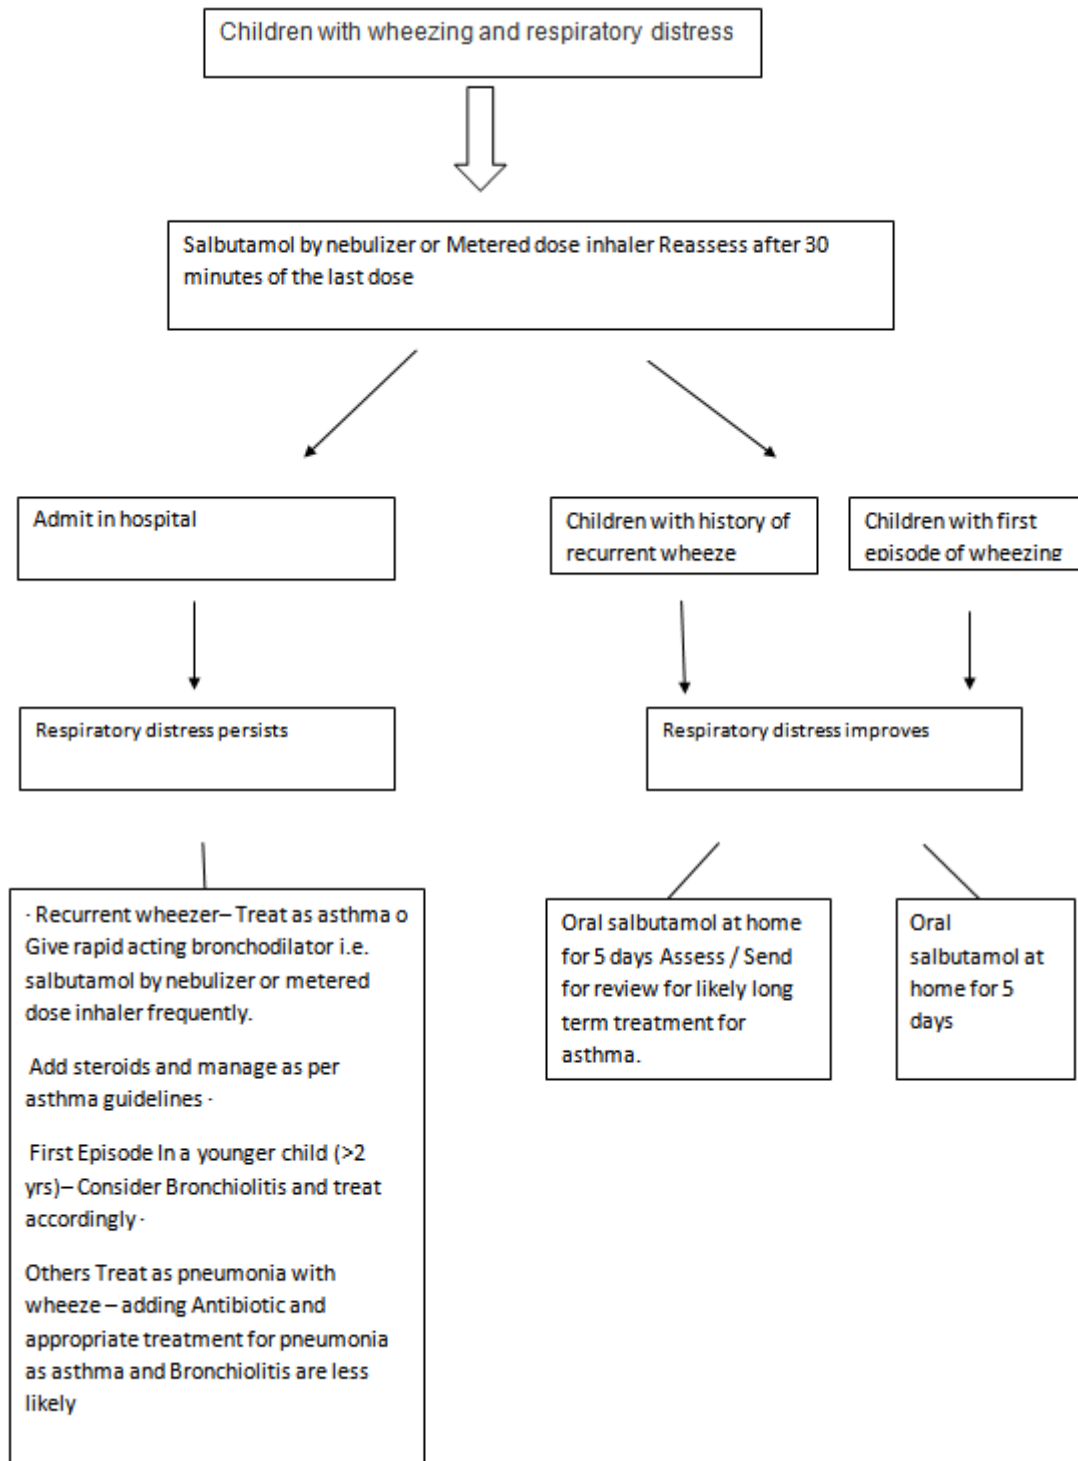 Children with wheezing and respiratory distress
Salbutamol by nebulizer or Metered dose inhaler Reassess after 30
minutes of the last dose
Admit in hospital
Children with history of
recurrent wheeze
Children with first
episode of wheezing
Respiratory distress persists
Respiratory distress improves
· Recurrent wheezer– Treat as asthma o
Give rapid acting bronchodilator i.e.
salbutamol by nebulizer or metered
dose inhaler frequently.
Add steroids and manage as per
asthma guidelines ·
First Episode In a younger child (>2
yrs)– Consider Bronchiolitis and treat
accordingly ·
Others Treat as pneumonia with
wheeze – adding Antibiotic and
appropriate treatment for pneumonia
as asthma and Bronchiolitis are less
likely
Oral salbutamol at home
for 5 days Assess / Send
for review for likely long
term treatment for
asthma.
Oral
salbutamol at
home for 5
days